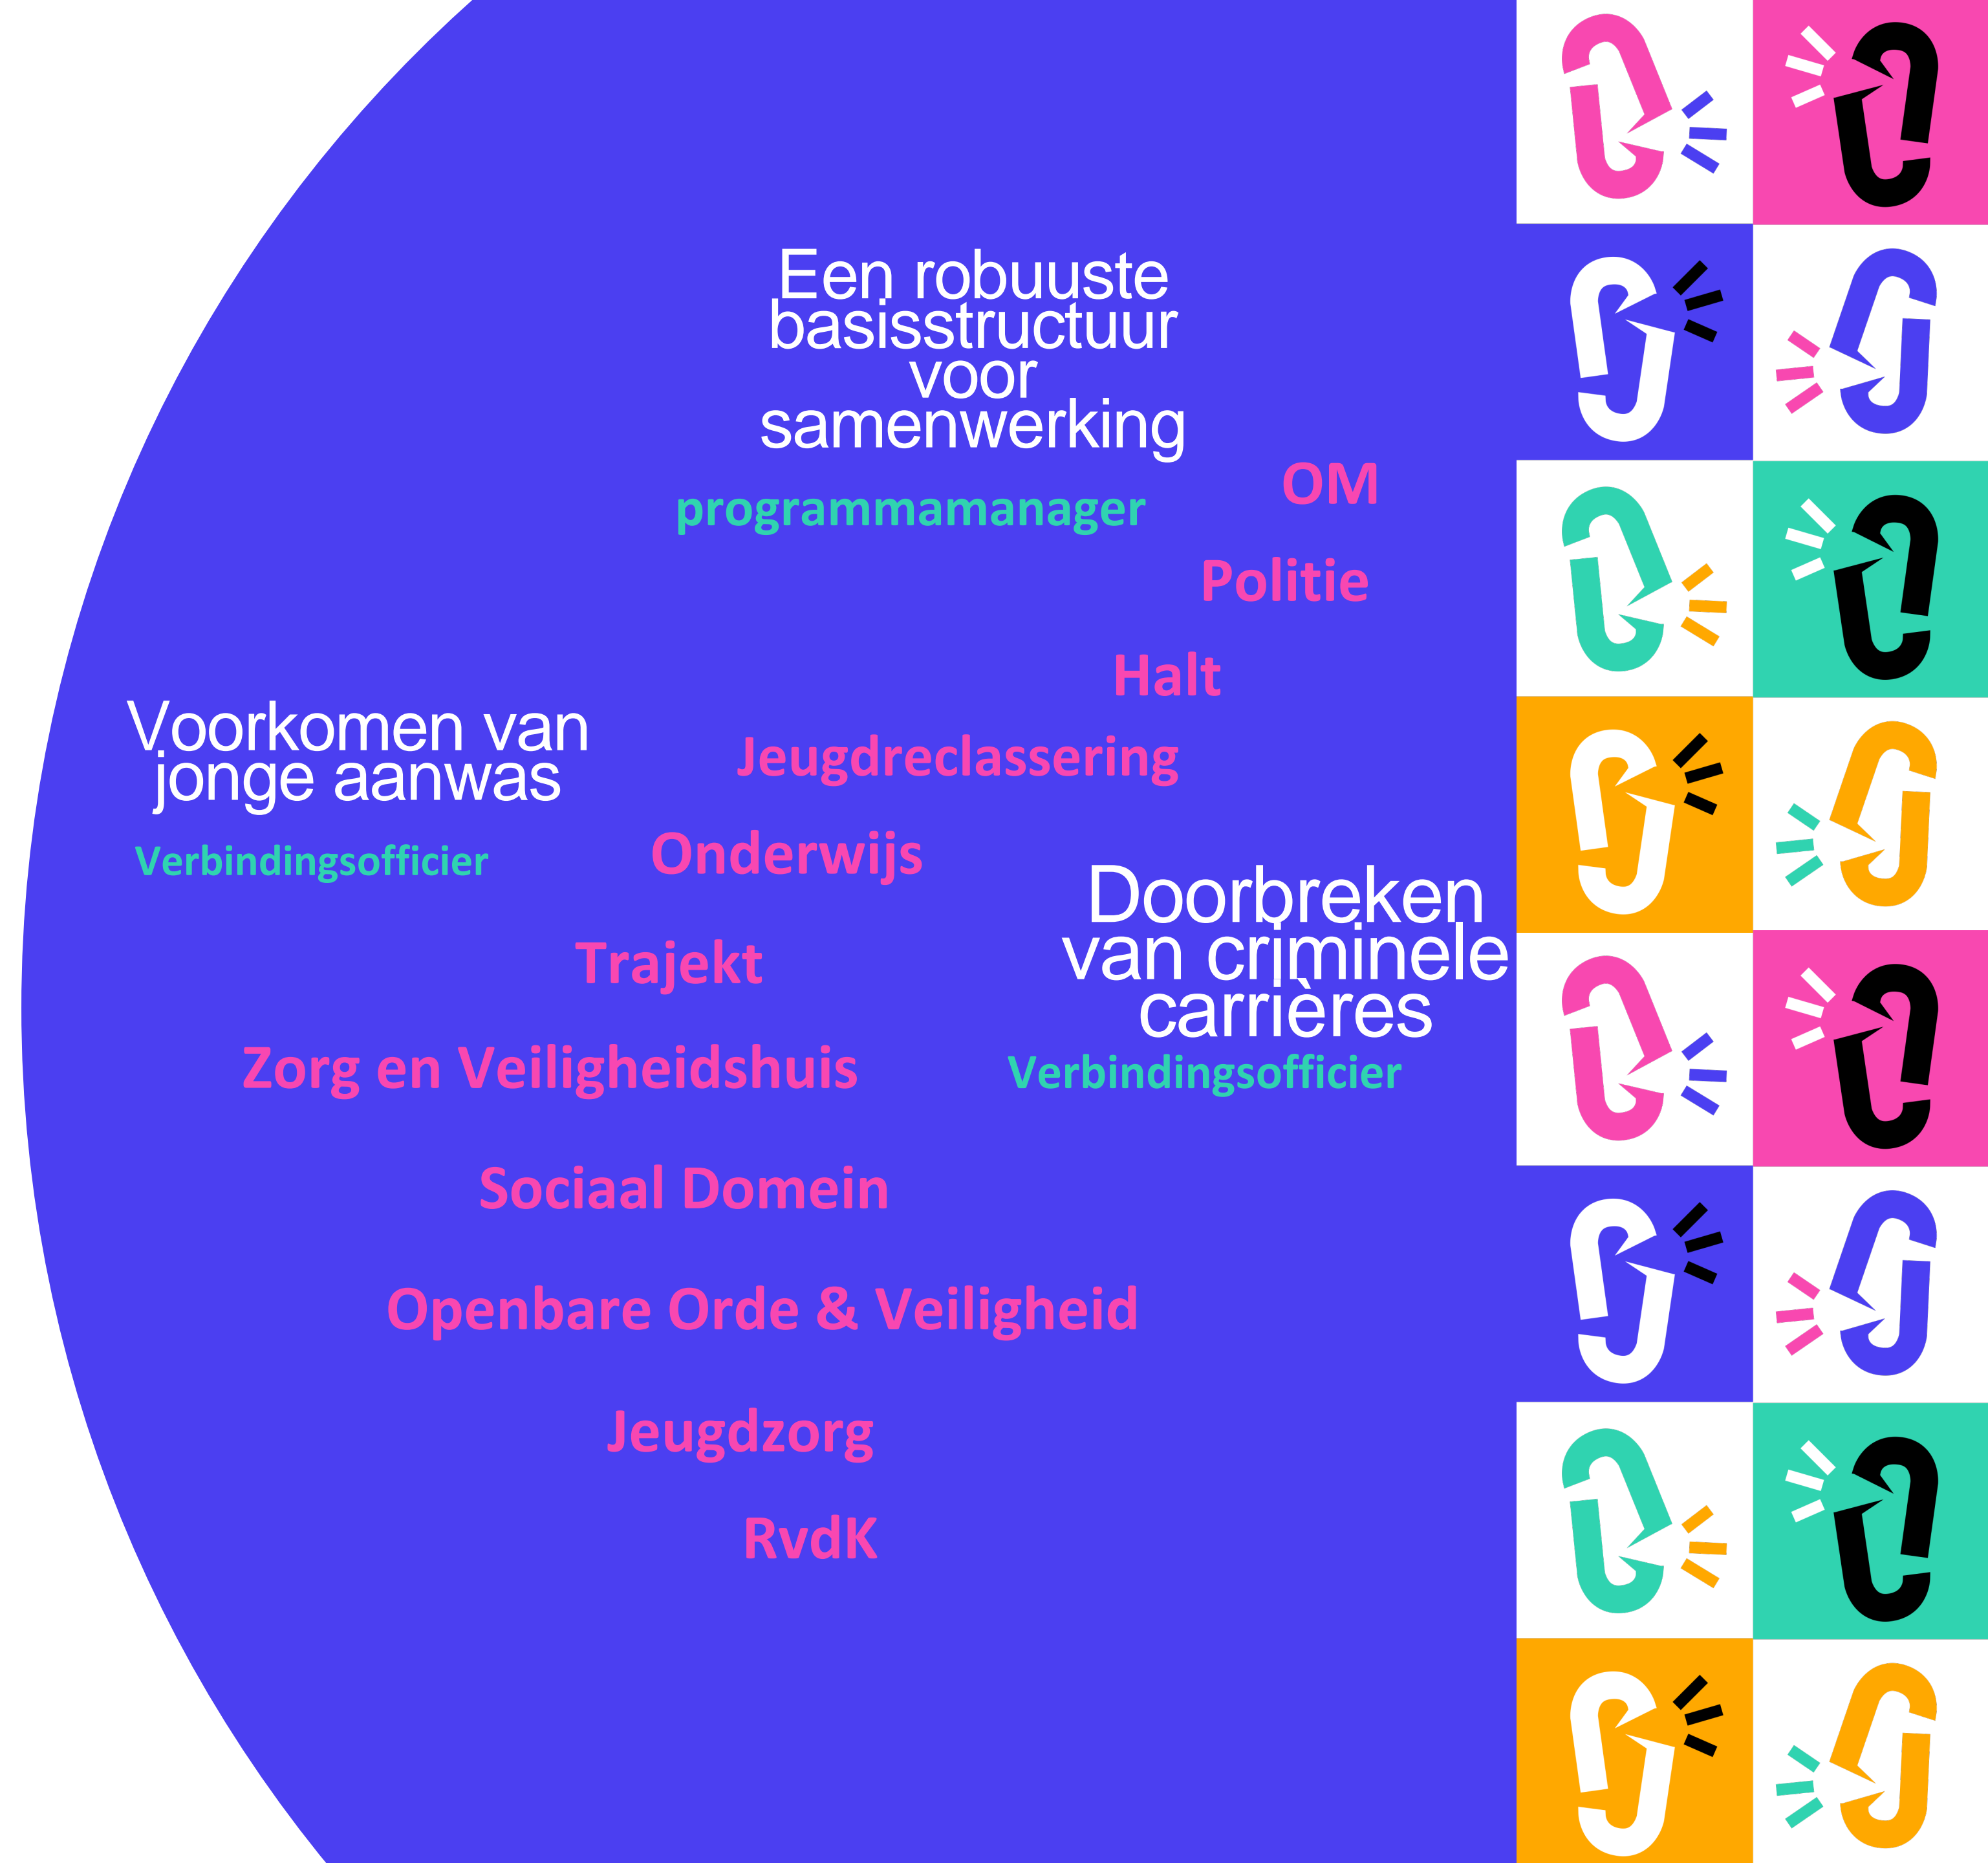 Een robuuste
basisstructuur
voor
samenwerking
programmamanager
OM
Politie
Halt
Voorkomen van
jonge aanwas
Verbindingsofficier
Jeugdreclassering
Onderwijs
Doorbreken
van criminele
carrières
Verbindingsofficier
Trajekt
Zorg en Veiligheidshuis
Sociaal Domein
Openbare Orde & Veiligheid
Jeugdzorg
RvdK